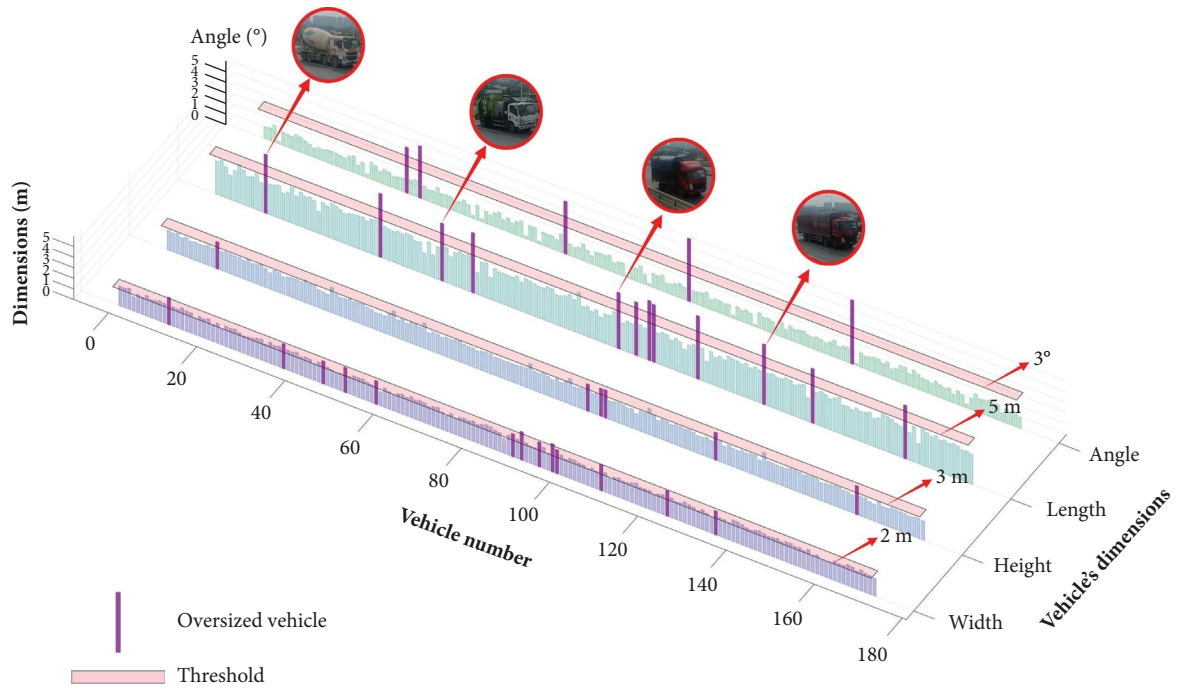 Angle (°)
5
4
3
2
1
0
Dimensions (m)
5
4
3
2
1
0
0
20
40
60
80
100
120
140
160
180
Vehicle number
3°
5 m
3 m
2 m
Angle
Length
Height
Width
Vehicle's dimensions
Oversized vehicle
Threshold